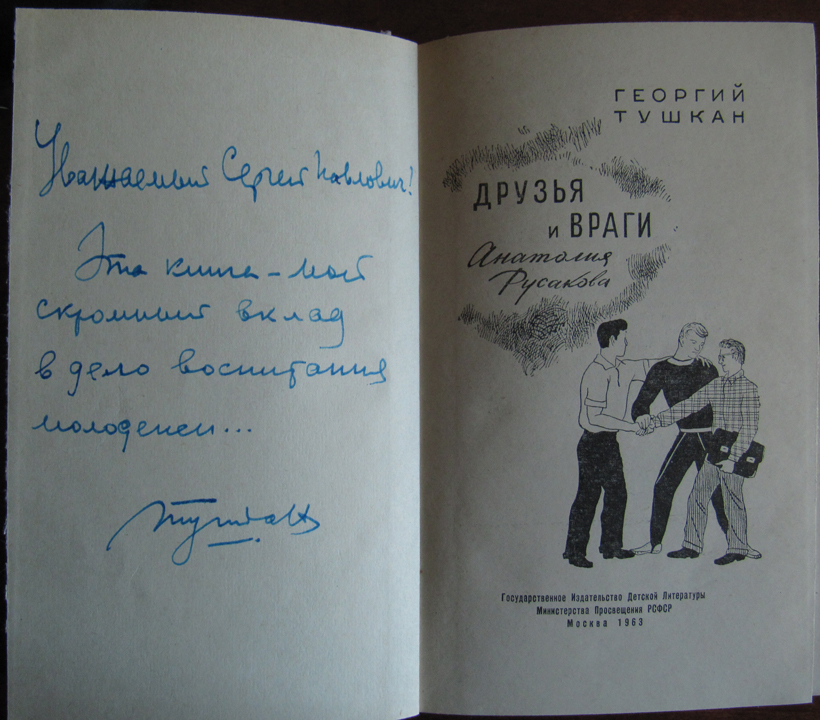 Уважаемый Сергей Павлович!
Эта книга – мой
скромный вклад
в дело воспитания
молодежи...
Тушкан
ГЕОРГИЙ
ТУШКАН
ДРУЗЬЯ
и ВРАГИ
Анатолия
Русакова
Государственное Издательство Детской Литературы
Министерства Просвещения РСФСР
Москва 1963